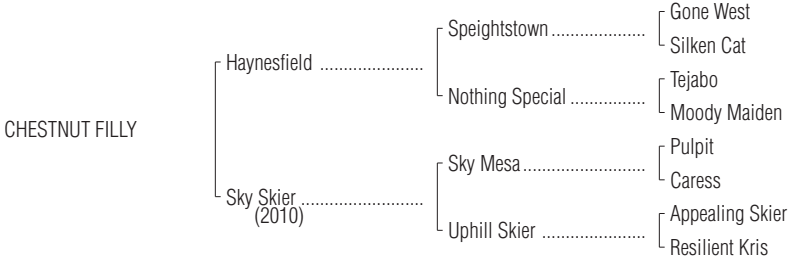 Gone West
Speightstown ......................
Silken Cat
Haynesfield ......................
Tejabo
Nothing Special ................
Moody Maiden
CHESTNUT FILLY
Pulpit
Sky Mesa..........................
Caress
Sky Skier ..........................
(2010)
Appealing Skier
Uphill Skier ......................
Resilient Kris